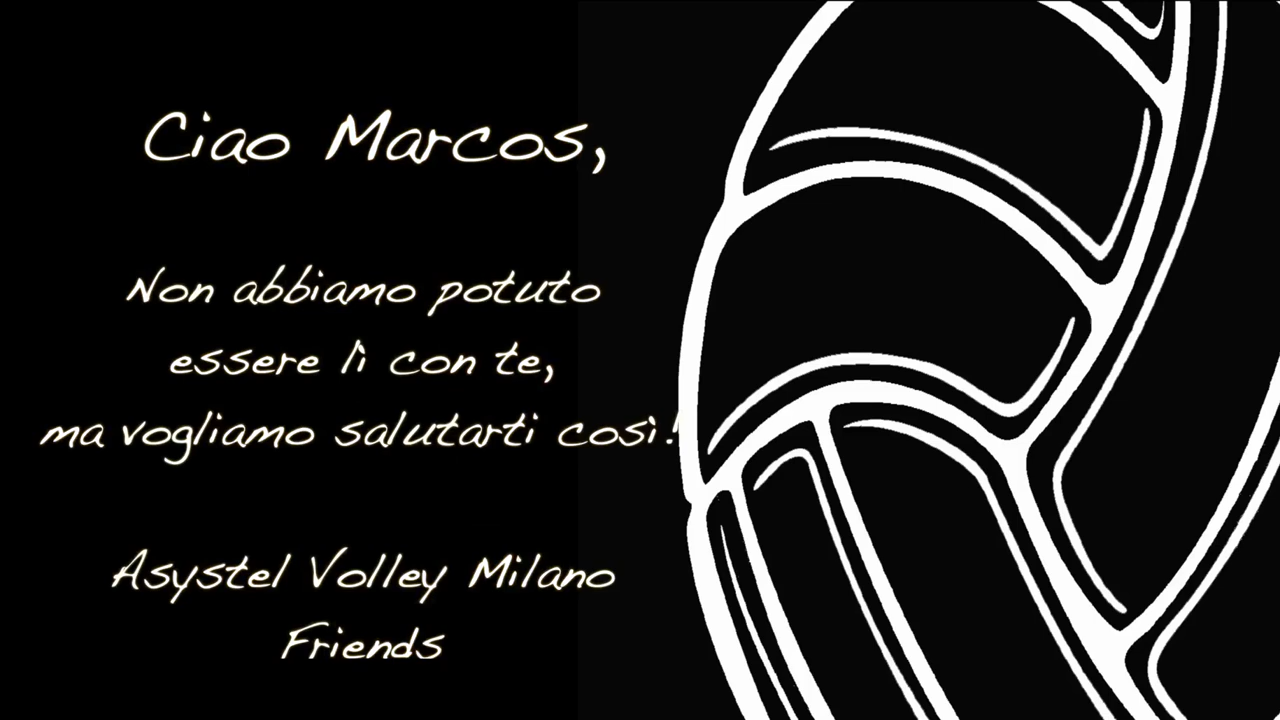 Ciao Marcos,
Non abbiamo potuto
essere lì con te,
ma vogliamo salutarti così!
Asystel Volley Milano
Friends